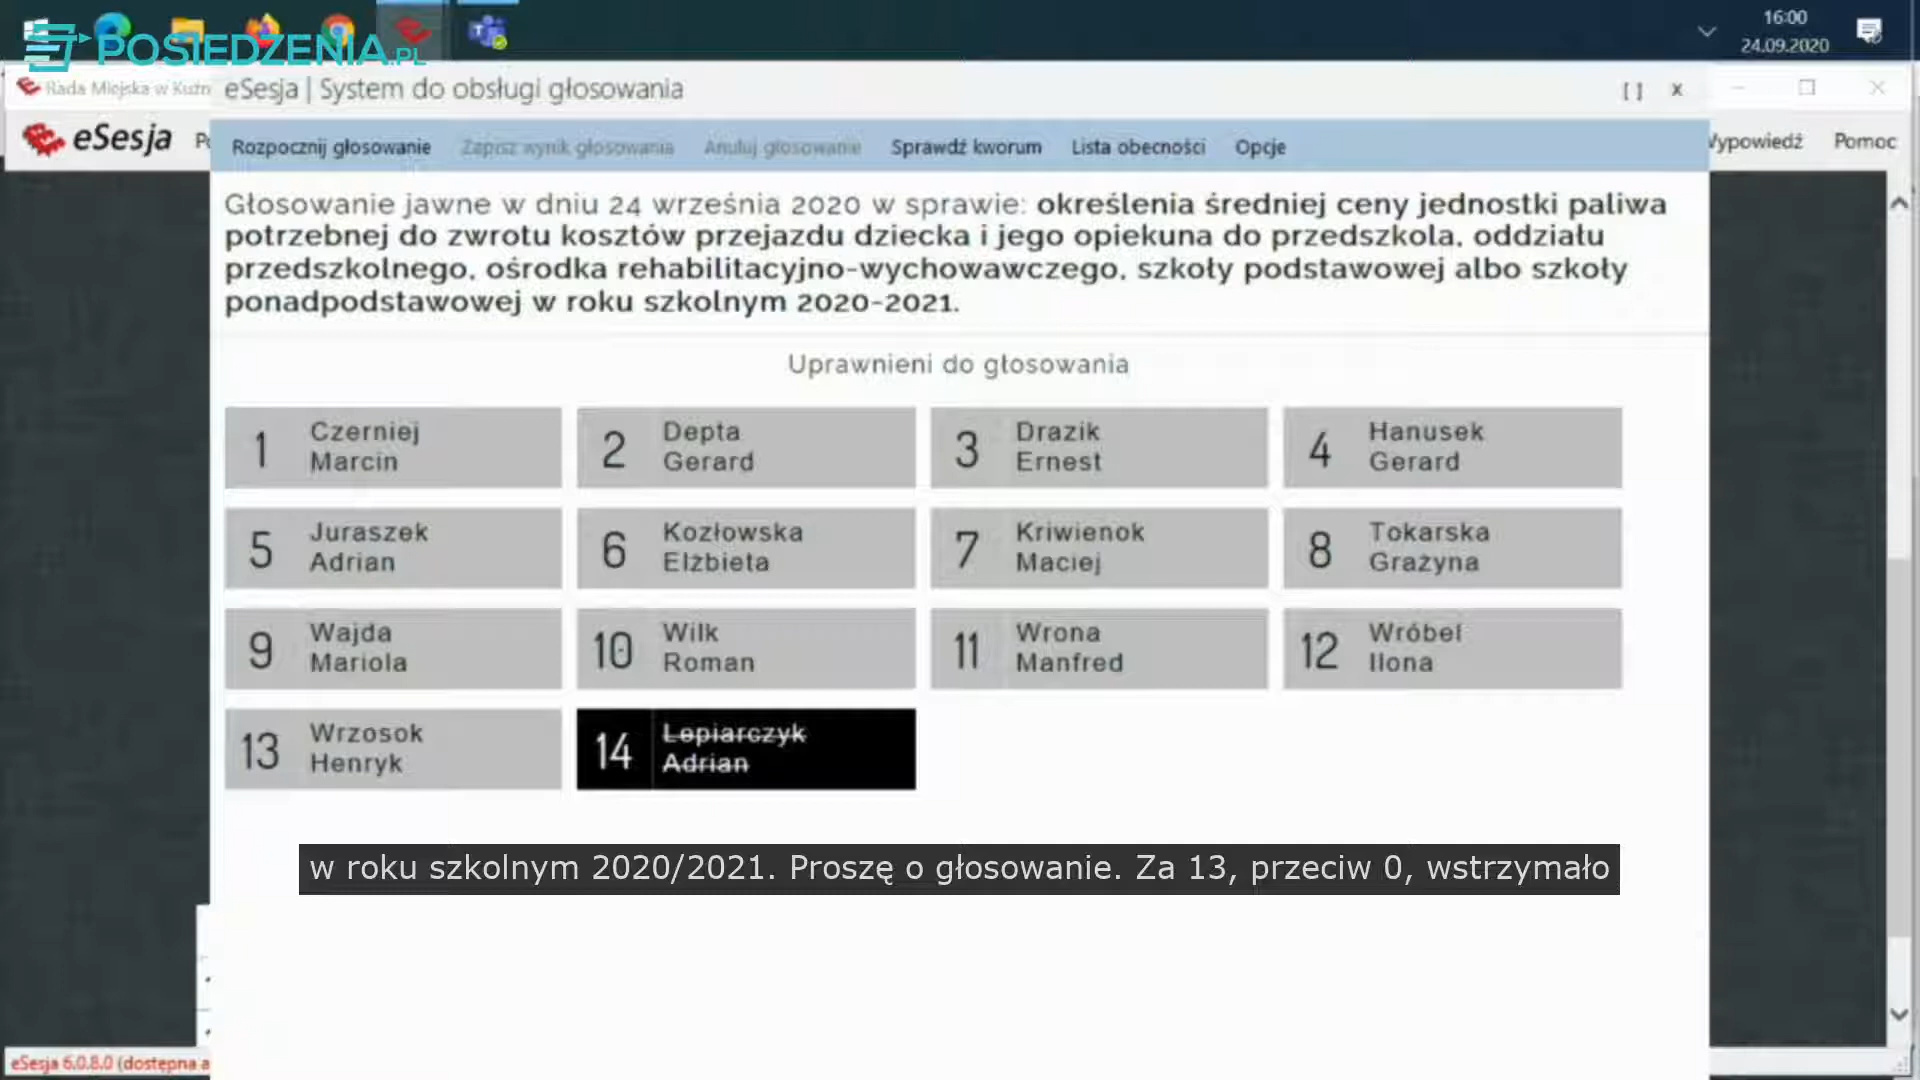 16:00
24.09.2020
POSIEDZENIA.PL
Rada Miejska w
eSesja | System do obsługi głosowania
[ ] x
eSesja
Wypowiedź Pomoc
Rozpocznij głosowanie Zapisz wynik głosowania Anuluj głosowanie Sprawdź kworum Lista obecności Opcje
Głosowanie jawne w dniu 24 września 2020 w sprawie: określenia średniej ceny jednostki paliwa
potrzebnej do zwrotu kosztów przejazdu dziecka i jego opiekuna do przedszkola, oddziału
przedszkolnego, ośrodka rehabilitacyjno-wychowawczego, szkoły podstawowej albo szkoły
ponadpodstawowej w roku szkolnym 2020-2021.
Uprawnieni do głosowania
1 Czerniej Marcin
2 Depta Gerard
3 Drazik Ernest
4 Hanusek Gerard
5 Juraszek Adrian
6 Kozłowska Elżbieta
7 Kriwienok Maciej
8 Tokarska Grażyna
9 Wajda Mariola
10 Wilk Roman
11 Wrona Manfred
12 Wróbel Ilona
13 Wrzosok Henryk
14 Lepiarczyk Adrian
w roku szkolnym 2020/2021. Proszę o głosowanie. Za 13, przeciw 0, wstrzymało
eSesja 6.0.8.0 (dostępna a